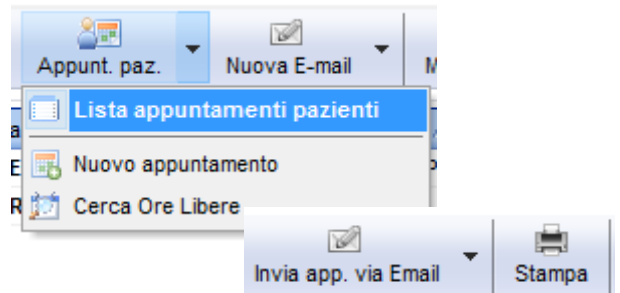 Appunt. paz.
Nuova E-mail
M
Lista appuntamenti pazienti
a
E
Nuovo appuntamento
R
Cerca Ore Libere
Invia app. via Email
Stampa